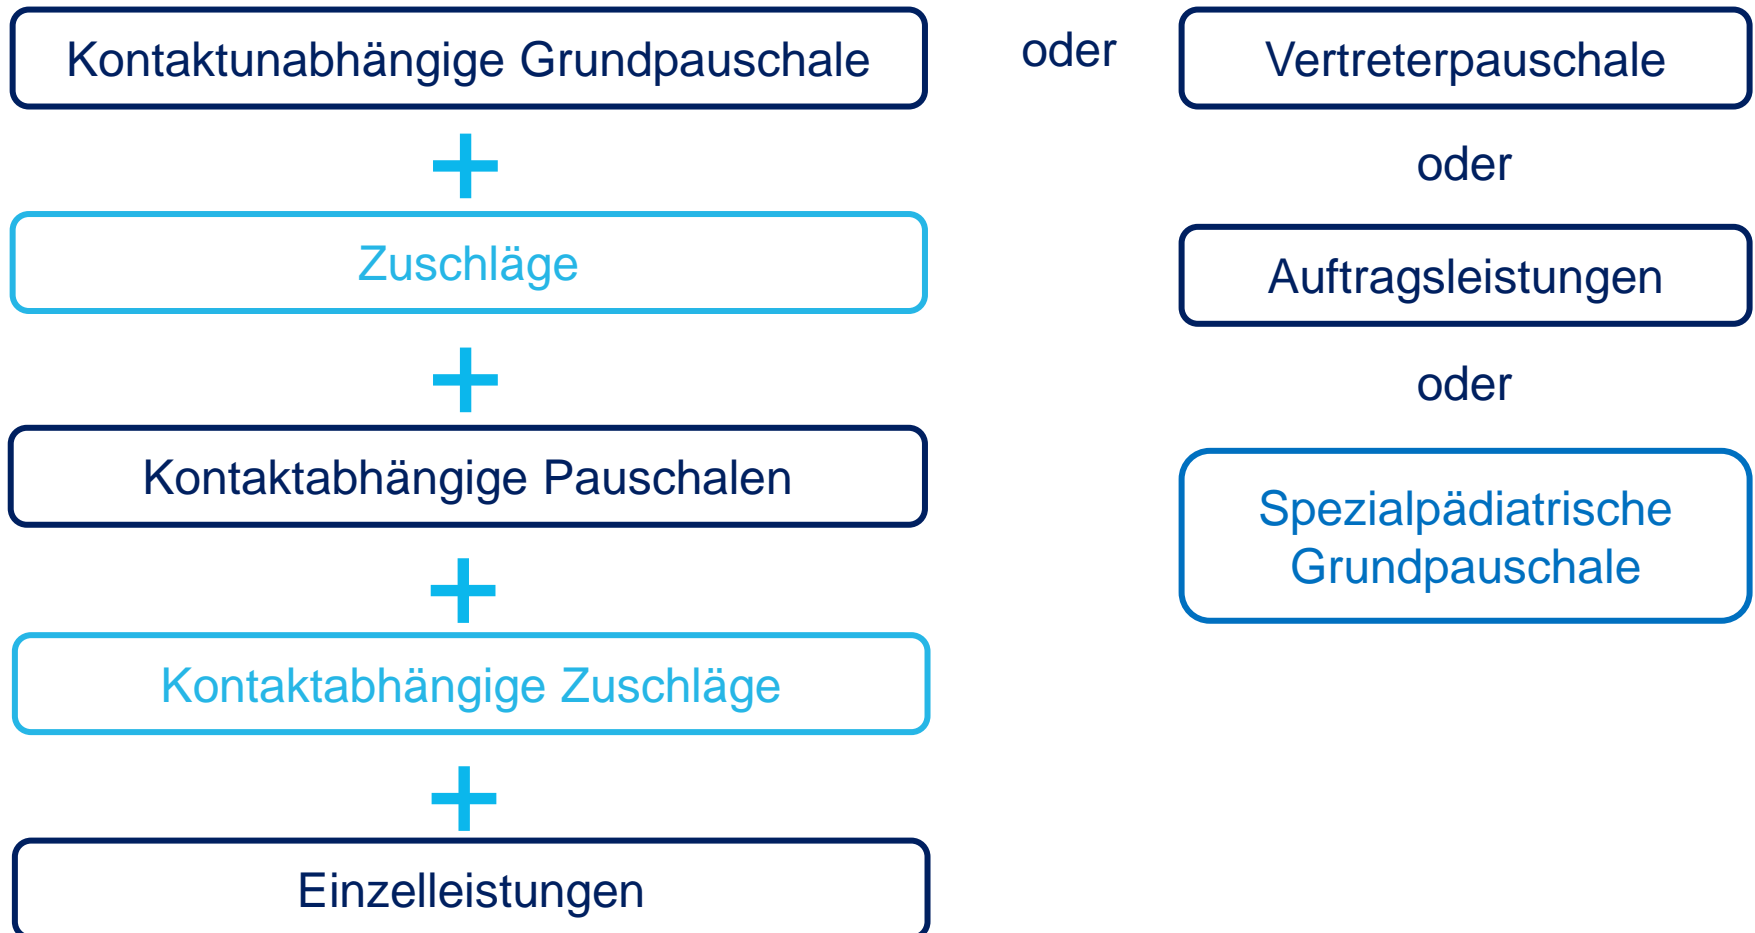 Kontaktunabhängige Grundpauschale
oder
Vertreterpauschale
oder
Auftragsleistungen
oder
Spezialpädiatrische
Grundpauschale
+
Zuschläge
+
Kontaktabhängige Pauschalen
+
Kontaktabhängige Zuschläge
+
Einzelleistungen